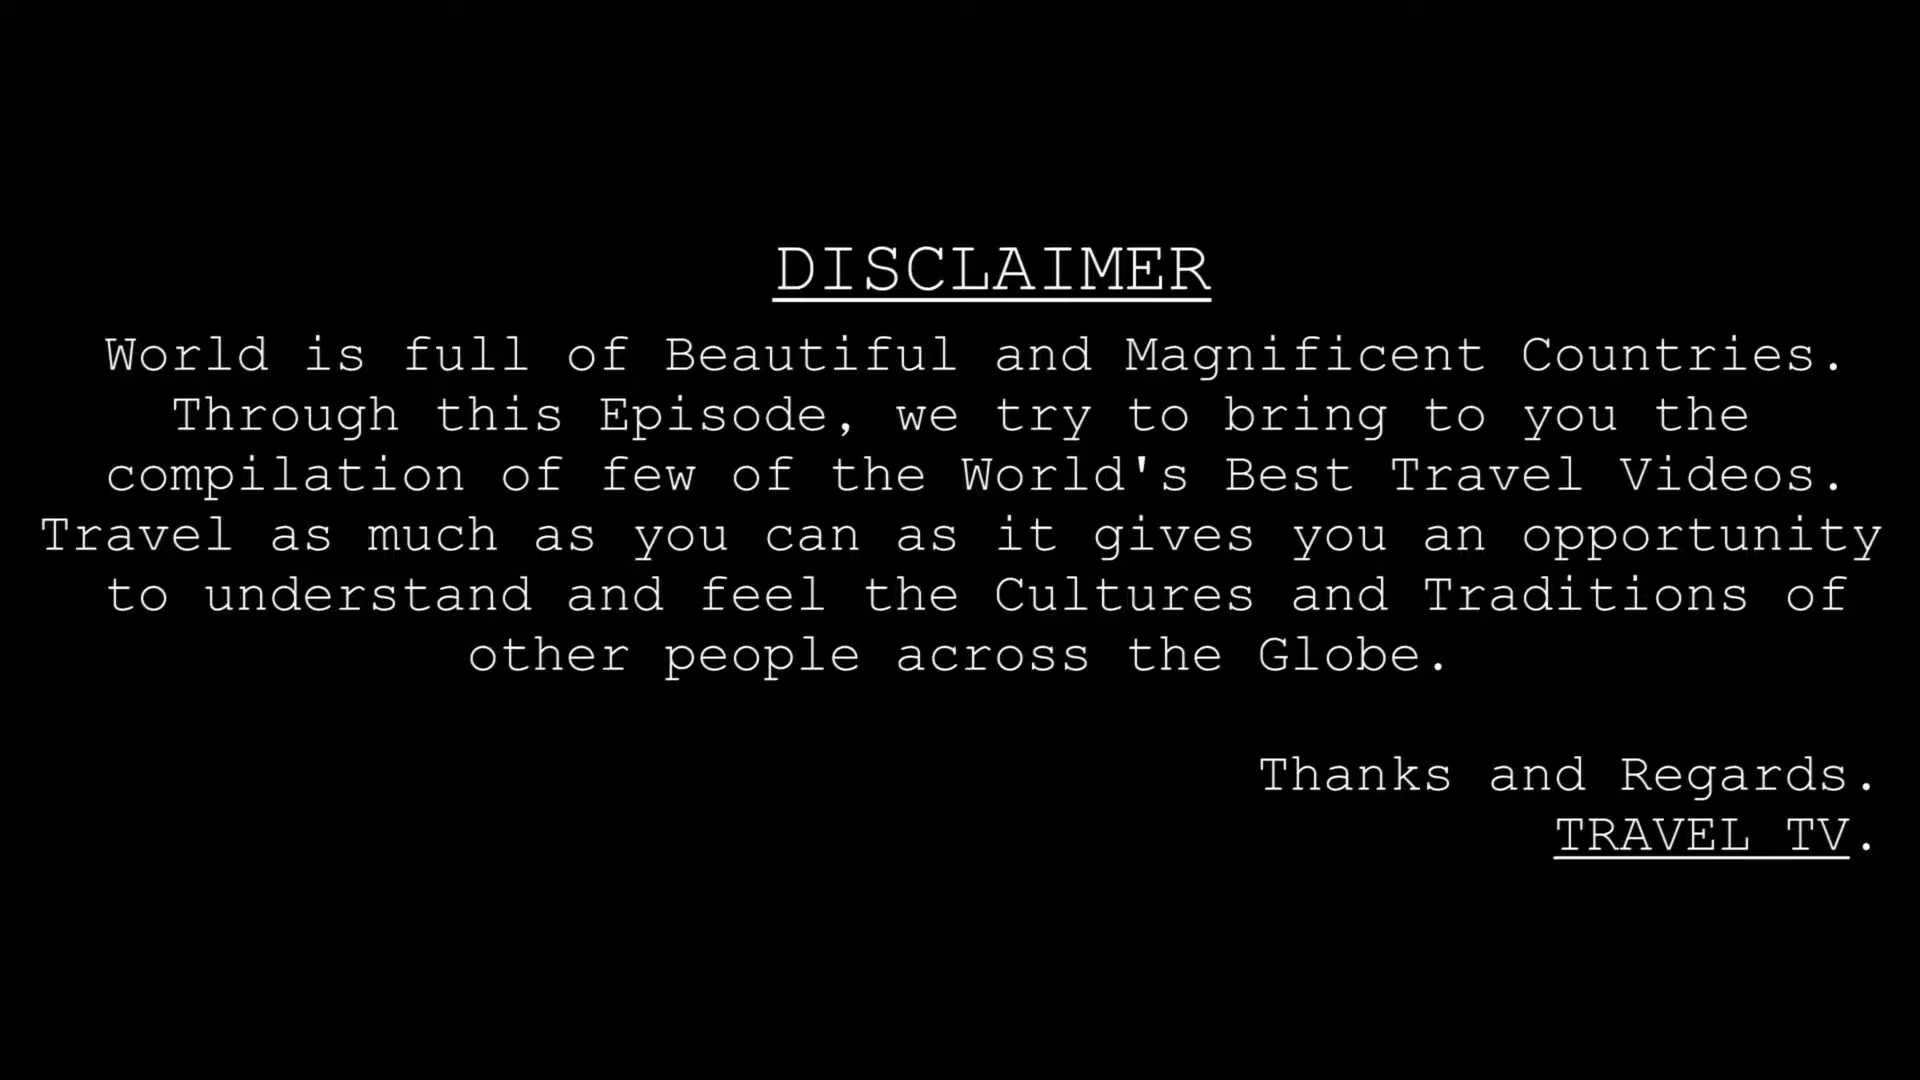 DISCLAIMER
World is full of Beautiful and Magnificent Countries.
Through this Episode, we try to bring to you the
compilation of few of the World's Best Travel Videos.
Travel as much as you can as it gives you an opportunity
to understand and feel the Cultures and Traditions of
other people across the Globe.
Thanks and Regards.
TRAVEL TV.